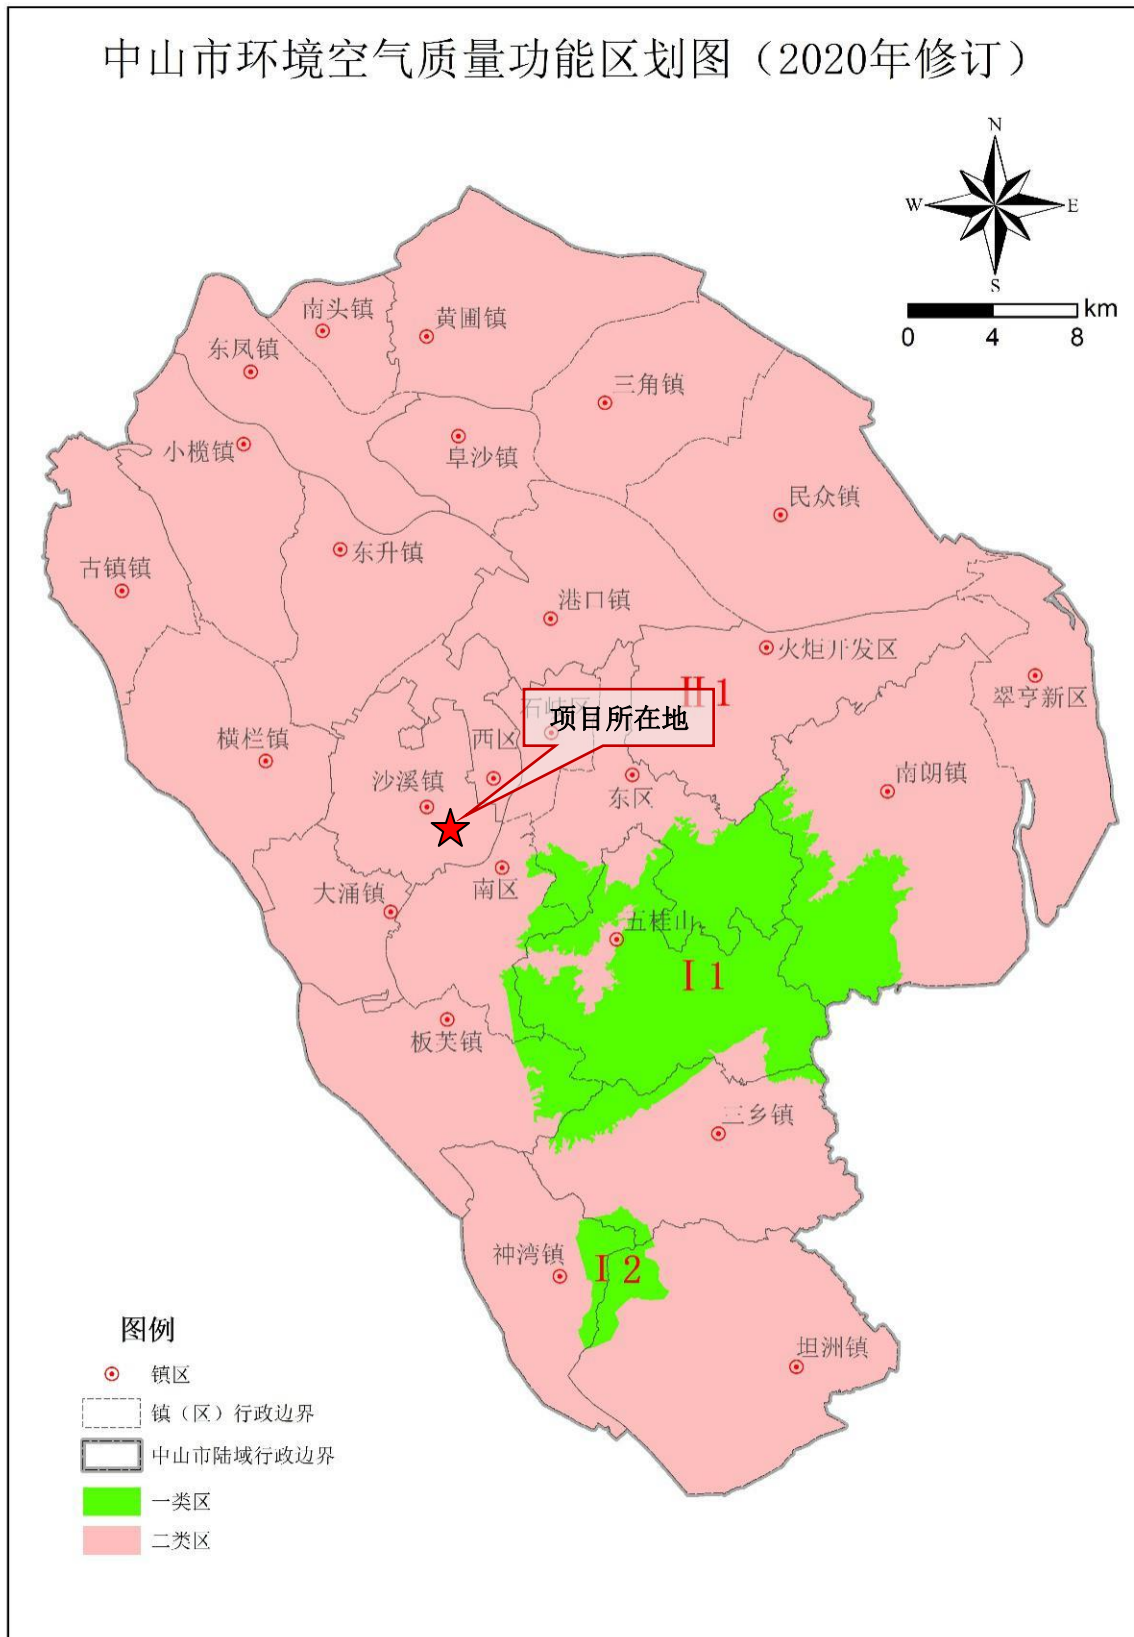 中山市环境空气质量功能区划图（2020年修订）
N
W
E
S
km
0
4
8
南头镇
黄圃镇
东凤镇
三角镇
小榄镇
阜沙镇
民众镇
东升镇
古镇镇
港口镇
火炬开发区
翠亨新区
II 1
石岐区
项目所在地
西区
横栏镇
沙溪镇
东区
南朗镇
大涌镇
南区
五桂山
I 1
板芙镇
三乡镇
神湾镇
I 2
坦洲镇
图例
镇区
镇（区）行政边界
中山市陆域行政边界
一类区
二类区